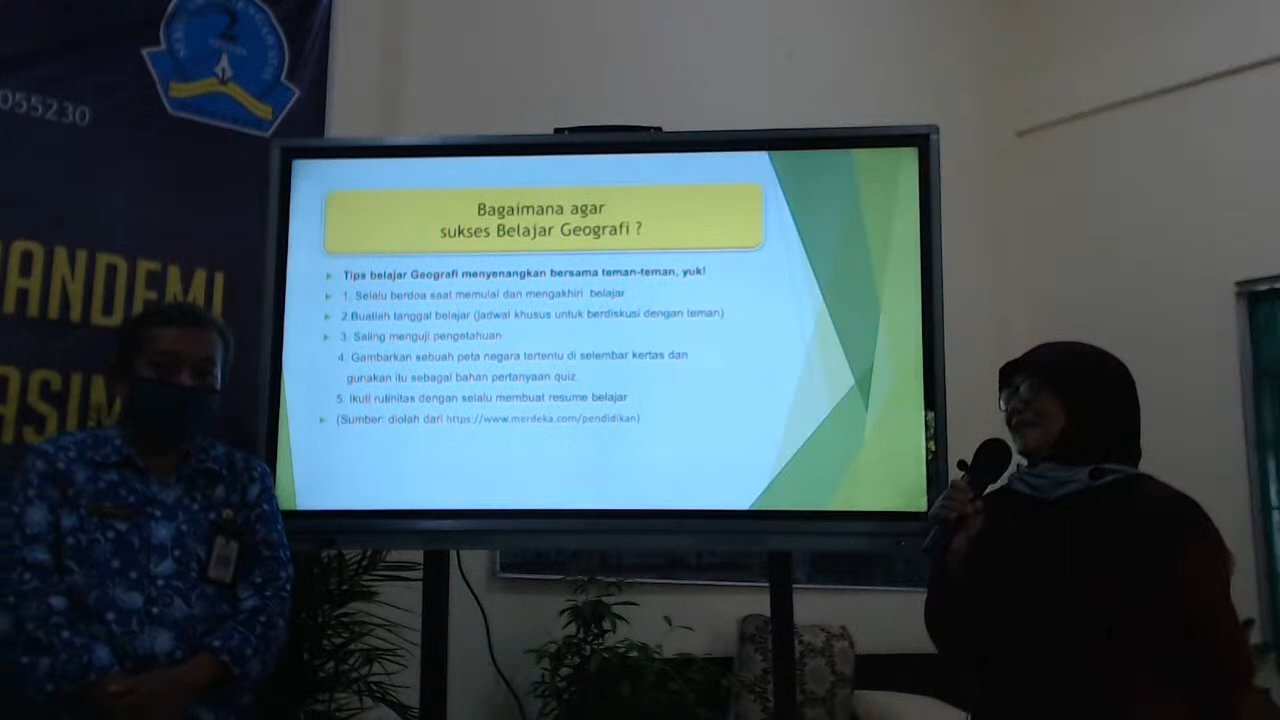 2
055230
PANDEMI
Bagaimana agar
sukses Belajar Geografi ?
Tips belajar Geografi menyenangkan bersama teman-teman, yuk!
1. Selalu berdoa saat memulai dan mengakhiri belajar
2.Buatlah tanggal belajar (jadwal khusus untuk berdiskusi dengan teman)
3. Saling menguji pengetahuan
4. Gambarkan sebuah peta negara tertentu di selembar kertas dan
gunakan itu sebagai bahan pertanyaan quiz.
5. Ikuti rutinitas dengan selalu membuat resume belajar
(Sumber: diolah dari https://www.merdeka.com/pendidikan)